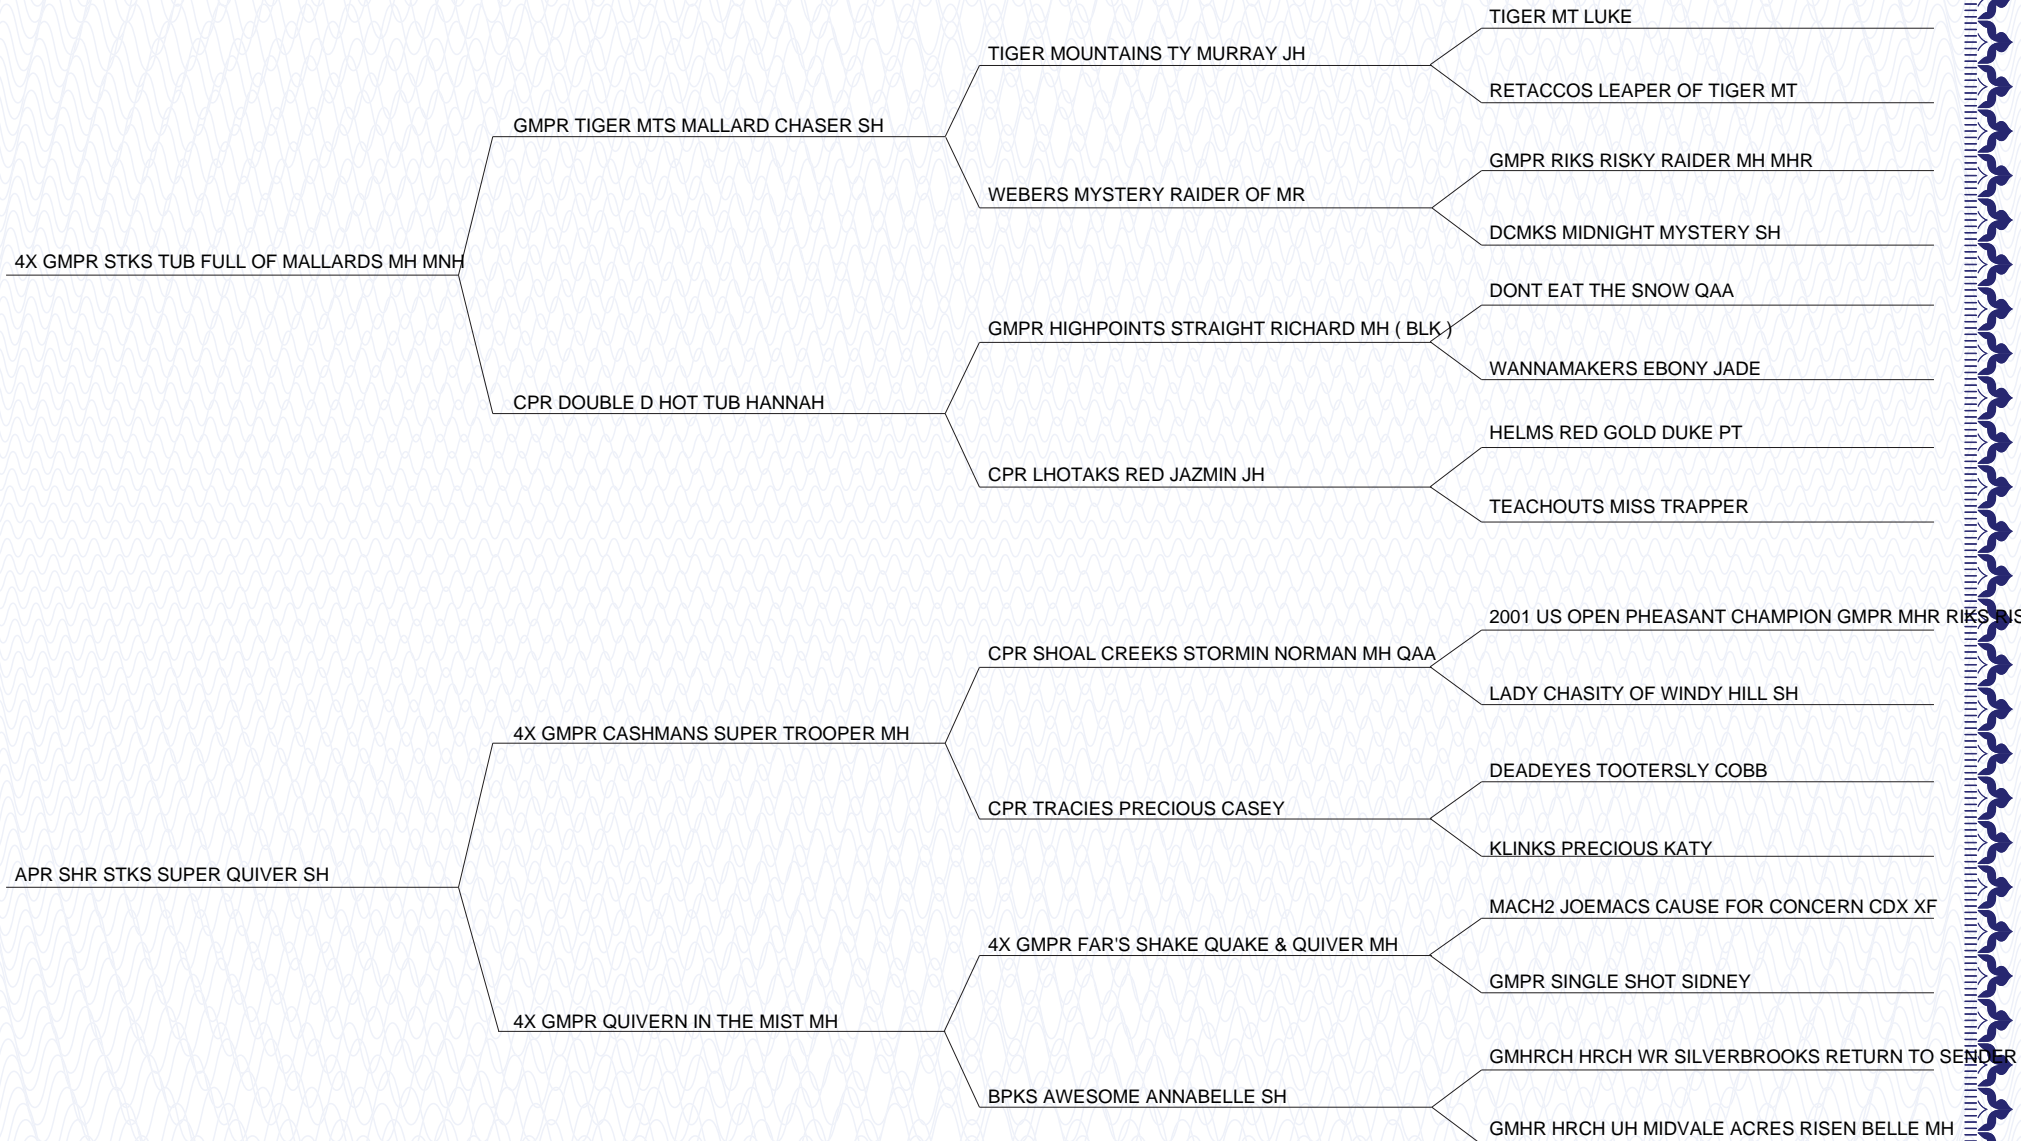 TIGER MT LUKE
TIGER MOUNTAINS TY MURRAY JH
RETACCOS LEAPER OF TIGER MT
GMPR TIGER MTS MALLARD CHASER SH
GMPR RIKS RISKY RAIDER MH MHR
WEBERS MYSTERY RAIDER OF MR
DCMKS MIDNIGHT MYSTERY SH
4X GMPR STKS TUB FULL OF MALLARDS MH MNH
DONT EAT THE SNOW QAA
GMPR HIGHPOINTS STRAIGHT RICHARD MH ( BLK )
WANNAMAKERS EBONY JADE
CPR DOUBLE D HOT TUB HANNAH
HELMS RED GOLD DUKE PT
CPR LHOTAKS RED JAZMIN JH
TEACHOUTS MISS TRAPPER
2001 US OPEN PHEASANT CHAMPION GMPR MHR RIKS RIS
CPR SHOAL CREEKS STORMIN NORMAN MH QAA
LADY CHASITY OF WINDY HILL SH
4X GMPR CASHMANS SUPER TROOPER MH
DEADEYES TOOTERSLY COBB
CPR TRACIES PRECIOUS CASEY
KLINKS PRECIOUS KATY
APR SHR STKS SUPER QUIVER SH
MACH2 JOEMACS CAUSE FOR CONCERN CDX XF
4X GMPR FAR'S SHAKE QUAKE & QUIVER MH
GMPR SINGLE SHOT SIDNEY
4X GMPR QUIVERN IN THE MIST MH
GMHRCH HRCH WR SILVERBROOKS RETURN TO SENDER
BPKS AWESOME ANNABELLE SH
GMHR HRCH UH MIDVALE ACRES RISEN BELLE MH